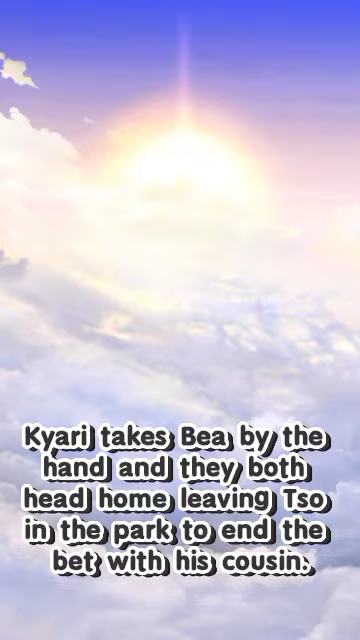 Kyari takes Bea by the
hand and they both
head home leaving Tso
in the park to end the
bet with his cousin.